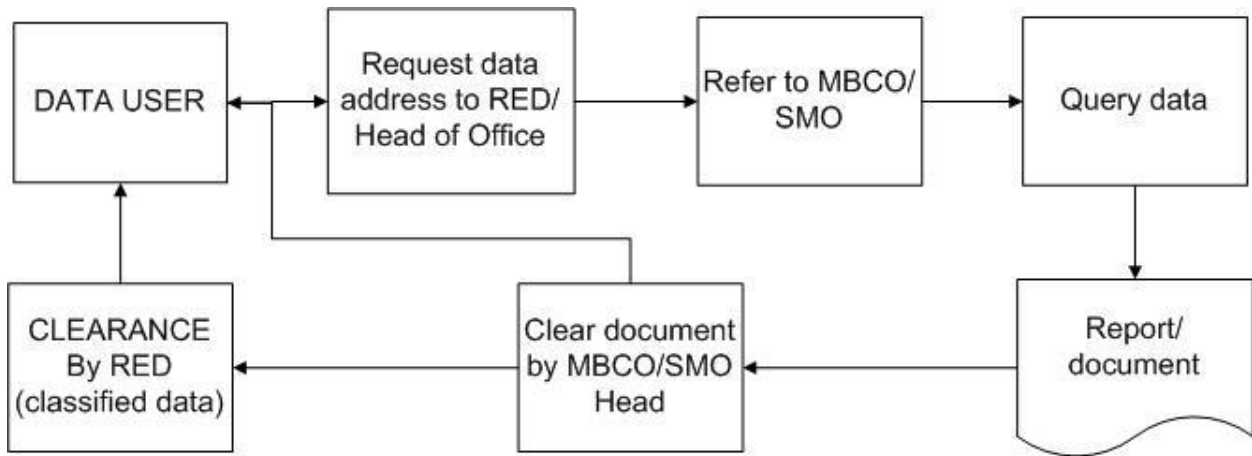 DATA USER
Request data
address to RED/
Head of Office
Refer to MBCO/
SMO
Query data
CLEARANCE
By RED
(classified data)
Clear document
by MBCO/SMO
Head
Report/
document